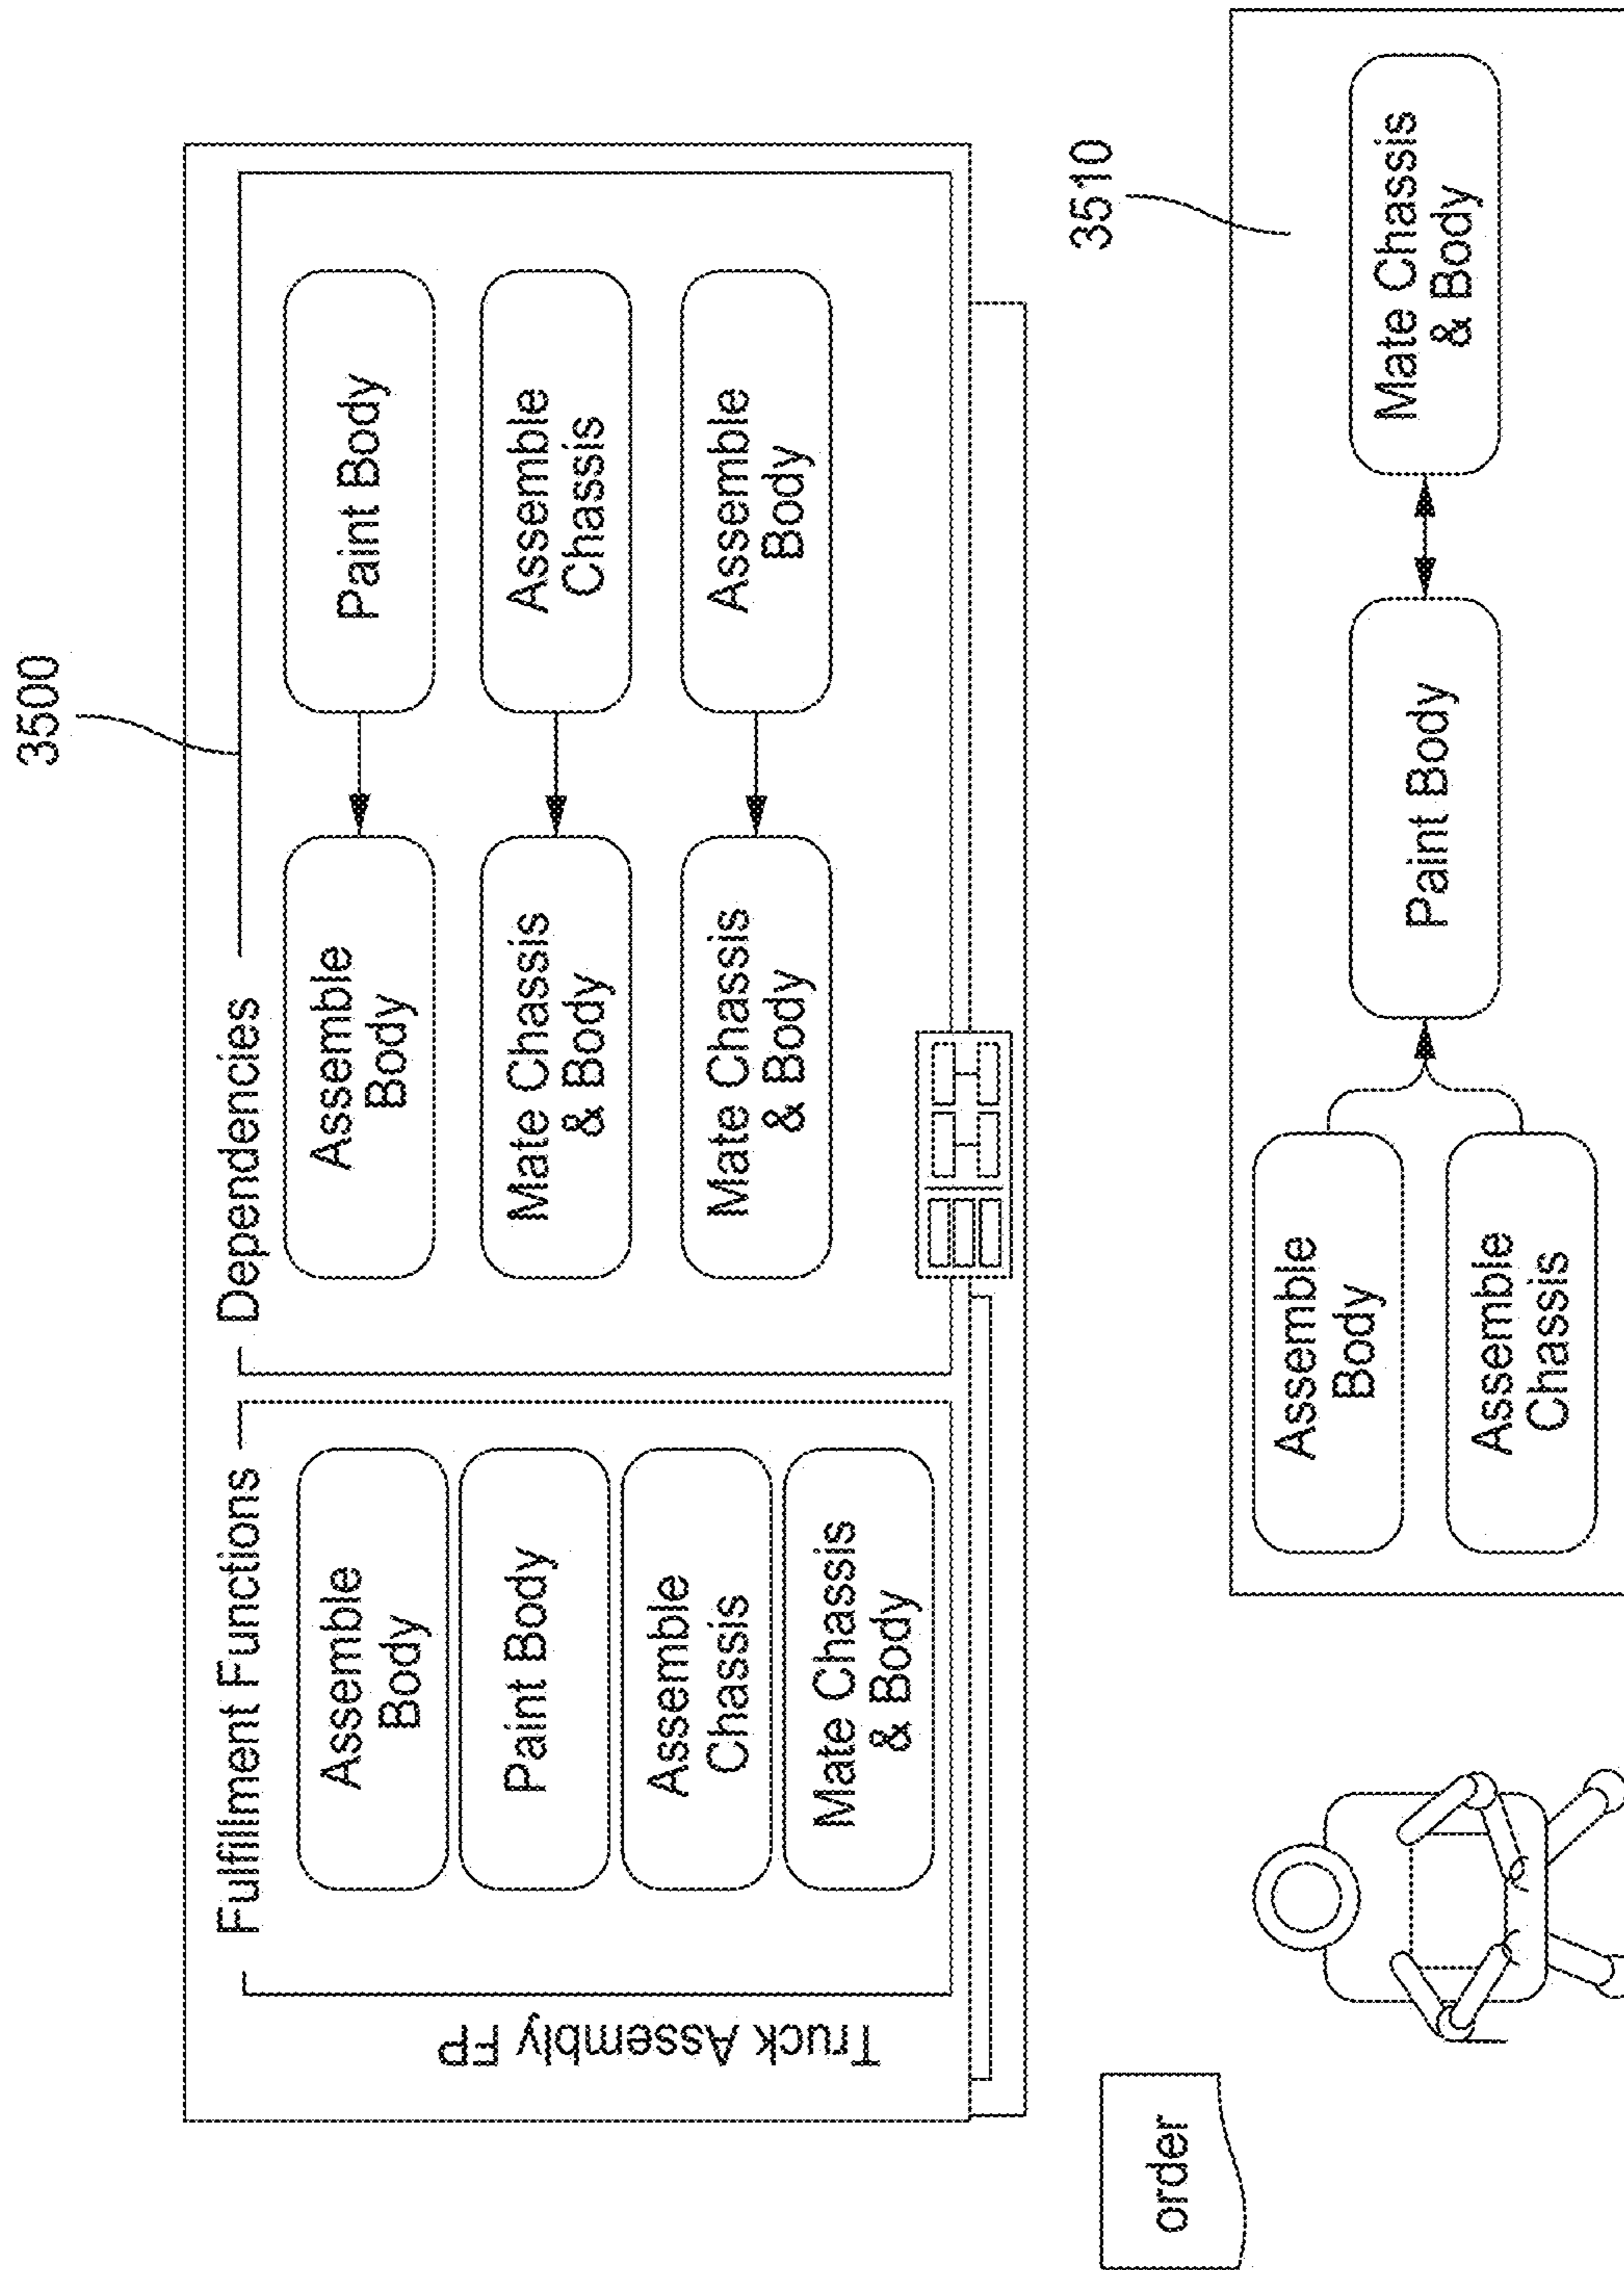 3500
Fulfillment Functions
Dependencies
Truck Assembly FP
Assemble
Body
Paint Body
Assemble
Chassis
Mate Chassis
& Body
Assemble
Body
Paint Body
Mate Chassis
& Body
Assemble
Chassis
Mate Chassis
& Body
Assemble
Body
order
3510
Assemble
Body
Assemble
Chassis
Paint Body
Mate Chassis
& Body